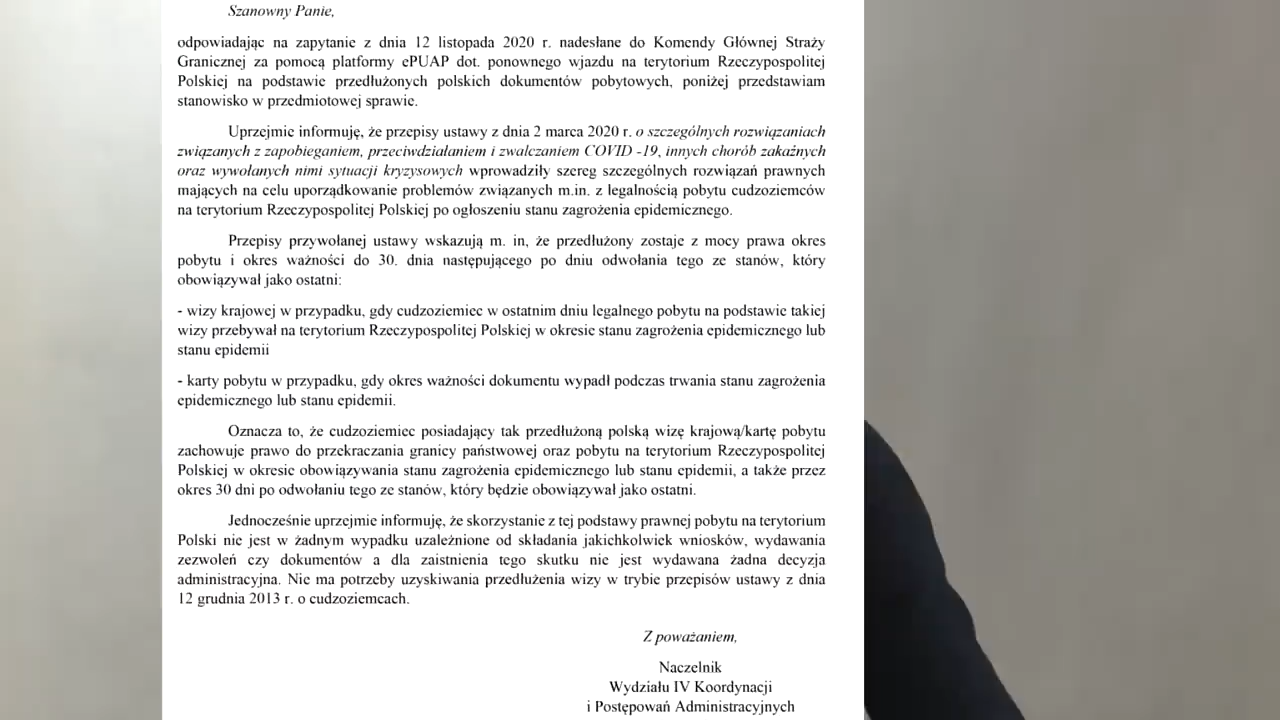 Szanowny Panie,
odpowiadając na zapytanie z dnia 12 listopada 2020 r. nadesłane do Komendy Głównej Straży
Granicznej za pomocą platformy ePUAP dot. ponownego wjazdu na terytorium Rzeczypospolitej
Polskiej na podstawie przedłużonych polskich dokumentów pobytowych, poniżej przedstawiam
stanowisko w przedmiotowej sprawie.
Uprzejmie informuję, że przepisy ustawy z dnia 2 marca 2020 r. o szczególnych rozwiązaniach
związanych z zapobieganiem, przeciwdziałaniem i zwalczaniem COVID -19, innych chorób zakaźnych
oraz wywołanych nimi sytuacji kryzysowych wprowadziły szereg szczególnych rozwiązań prawnych
mających na celu uporządkowanie problemów związanych m.in. z legalnością pobytu cudzoziemców
na terytorium Rzeczypospolitej Polskiej po ogłoszeniu stanu zagrożenia epidemicznego.
Przepisy przywołanej ustawy wskazują m. in, że przedłużony zostaje z mocy prawa okres
pobytu i okres ważności do 30. dnia następującego po dniu odwołania tego ze stanów, który
obowiązywał jako ostatni:
- wizy krajowej w przypadku, gdy cudzoziemiec w ostatnim dniu legalnego pobytu na podstawie takiej
wizy przebywał na terytorium Rzeczypospolitej Polskiej w okresie stanu zagrożenia epidemicznego lub
stanu epidemii
- karty pobytu w przypadku, gdy okres ważności dokumentu wypadł podczas trwania stanu zagrożenia
epidemicznego lub stanu epidemii.
Oznacza to, że cudzoziemiec posiadający tak przedłużoną polską wizę krajową/kartę pobytu
zachowuje prawo do przekraczania granicy państwowej oraz pobytu na terytorium Rzeczypospolitej
Polskiej w okresie obowiązywania stanu zagrożenia epidemicznego lub stanu epidemii, a także przez
okres 30 dni po odwołaniu tego ze stanów, który będzie obowiązywał jako ostatni.
Jednocześnie uprzejmie informuję, że skorzystanie z tej podstawy prawnej pobytu na terytorium
Polski nie jest w żadnym wypadku uzależnione od składania jakichkolwiek wniosków, wydawania
zezwoleń czy dokumentów a dla zaistnienia tego skutku nie jest wydawana żadna decyzja
administracyjna. Nie ma potrzeby uzyskiwania przedłużenia wizy w trybie przepisów ustawy z dnia
12 grudnia 2013 r. o cudzoziemcach.
Z poważaniem,
Naczelnik
Wydziału IV Koordynacji
i Postępowań Administracyjnych